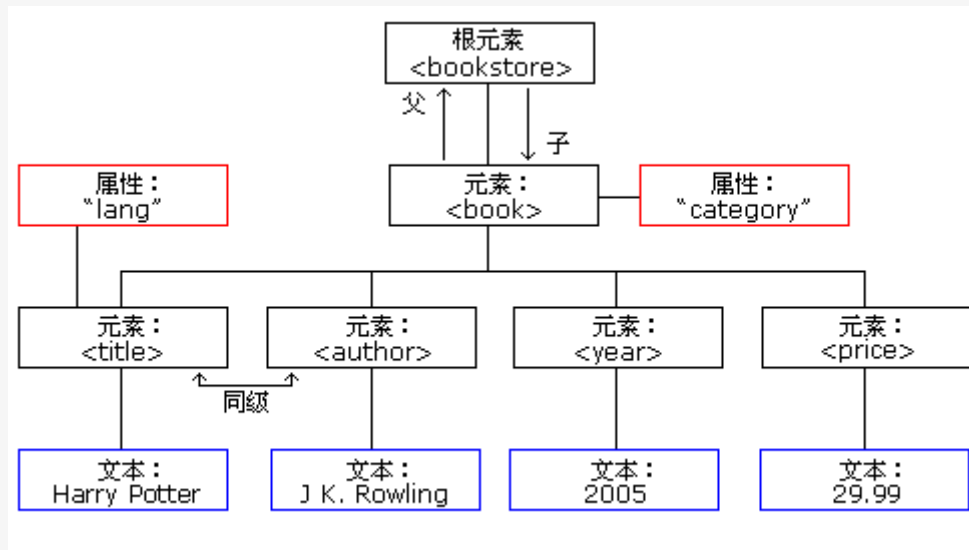 根元素
<bookstore>
父
子
属性：
“lang”
元素：
<book>
属性：
“category”
元素：
<title>
元素：
<author>
元素：
<year>
元素：
<price>
同级
文本：
Harry Potter
文本：
J K. Rowling
文本：
2005
文本：
29.99